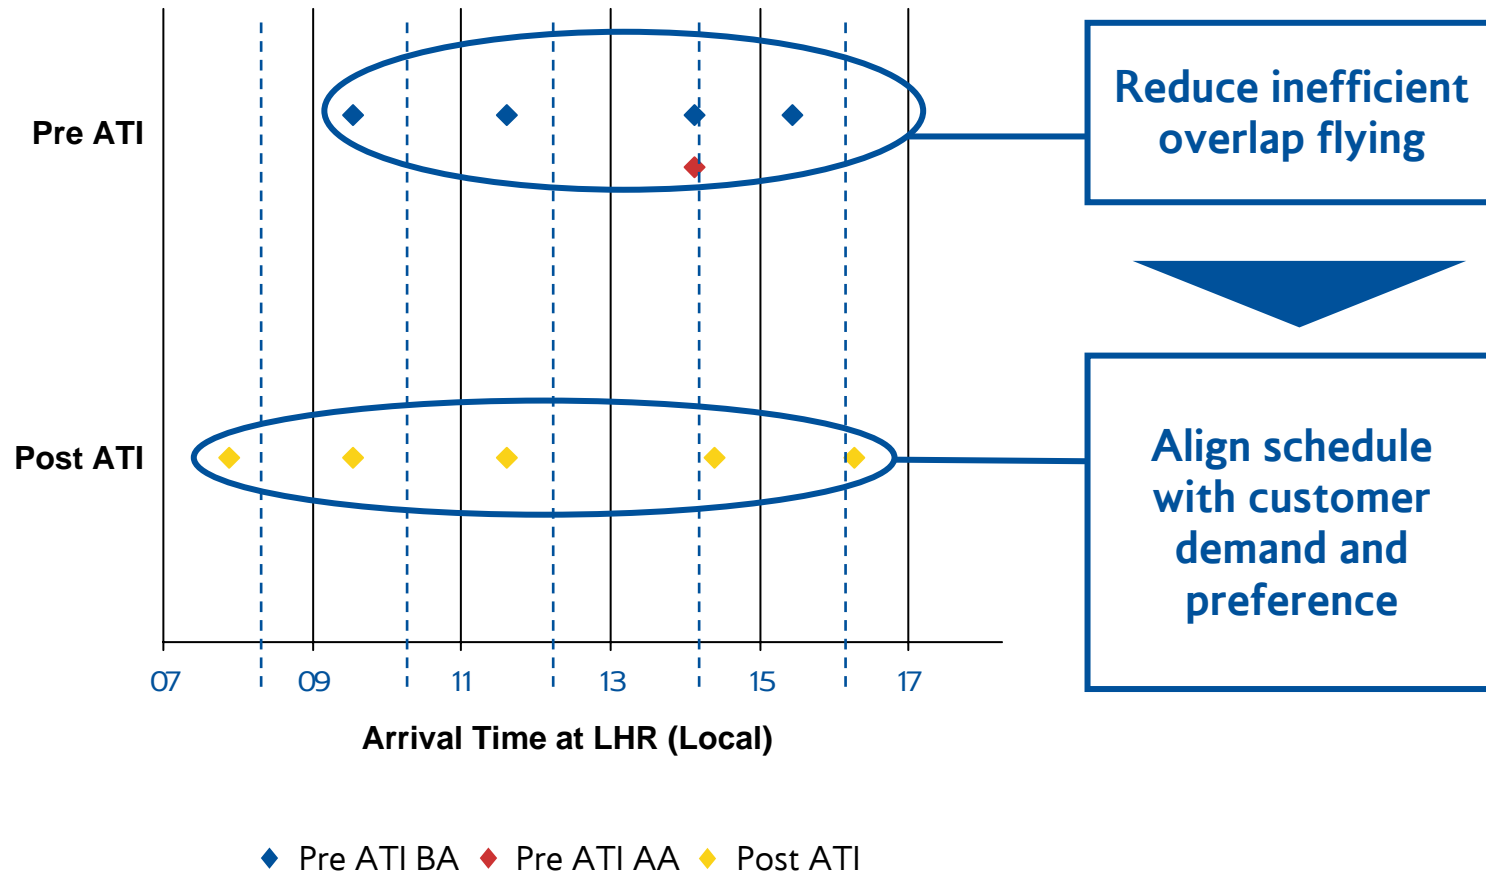 Pre ATI
Reduce inefficient
overlap flying
Post ATI
Align schedule
with customer
demand and
preference
07 09 11 13 15 17
Arrival Time at LHR (Local)
Pre ATI BA Pre ATI AA Post ATI